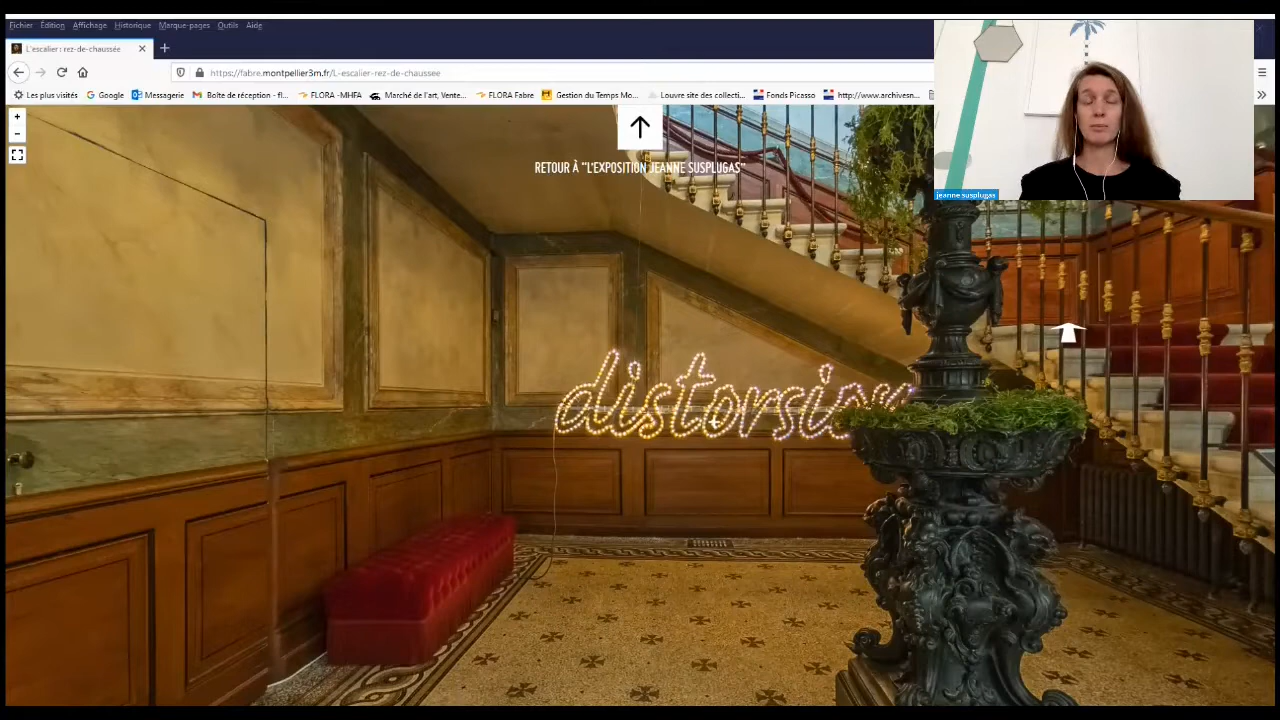 Fichier Édition Affichage Historique Marque-pages Outils Aide
L'escalier : rez-de-chaussée
https://fabre.montpellier3m.fr/L-escalier-rez-de-chaussee
Les plus visités Google Messagerie Boîte de réception - fl... FLORA -MHFA Marché de l'art, Vente... FLORA Fabre Gestion du Temps Mo... Louvre site des collecti... Fonds Picasso http://www.archivesn...
RETOUR À "L'EXPOSITION JEANNE SUSPLUGAS"
jeanne susplugas
distorsion